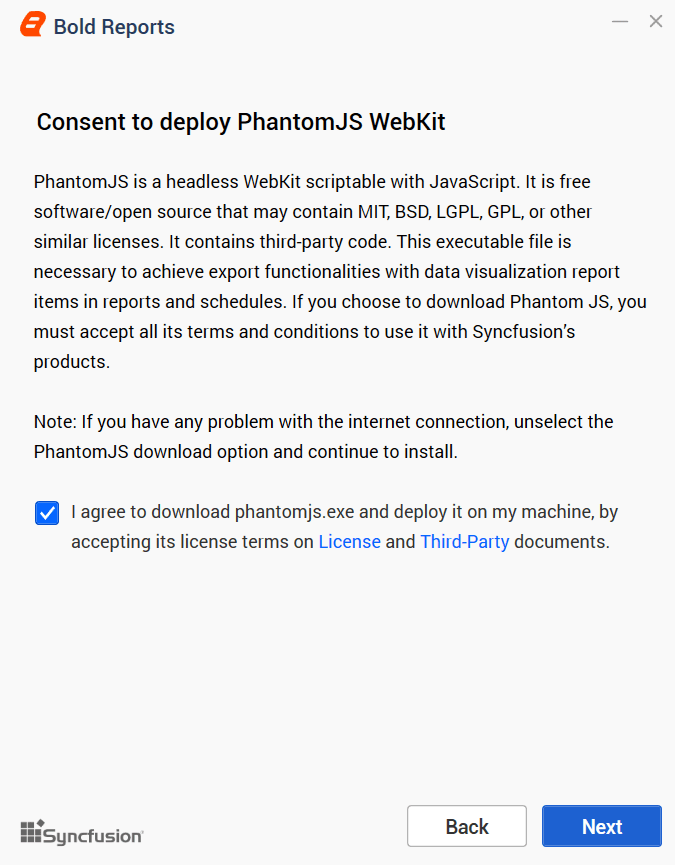 Bold Reports
Consent to deploy PhantomJS WebKit
PhantomJS is a headless WebKit scriptable with JavaScript. It is free
software/open source that may contain MIT, BSD, LGPL, GPL, or other
similar licenses. It contains third-party code. This executable file is
necessary to achieve export functionalities with data visualization report
items in reports and schedules. If you choose to download Phantom JS, you
must accept all its terms and conditions to use it with Syncfusion’s
products.
Note: If you have any problem with the internet connection, unselect the
PhantomJS download option and continue to install.
I agree to download phantomjs.exe and deploy it on my machine, by
accepting its license terms on License and Third-Party documents.
Syncfusion
Back
Next